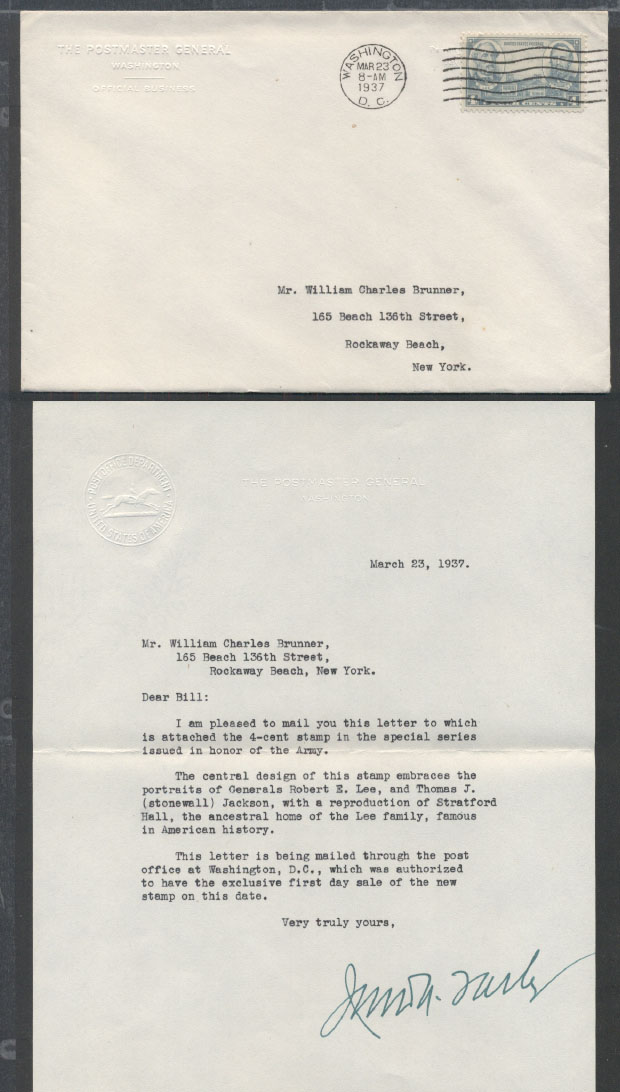 THE POSTMASTER GENERAL
WASHINGTON
OFFICIAL BUSINESS
WASHINGTON
MAR 23
8-AM
1937
D. C.
Mr. William Charles Brunner,
165 Beach 136th Street,
Rockaway Beach,
New York.
POST OFFICE DEPARTMENT
UNITED STATES OF AMERICA
THE POSTMASTER GENERAL
WASHINGTON
March 23, 1937.
Mr. William Charles Brunner,
165 Beach 136th Street,
Rockaway Beach, New York.
Dear Bill:
I am pleased to mail you this letter to which
is attached the 4-cent stamp in the special series
issued in honor of the Army.
The central design of this stamp embraces the
portraits of Generals Robert E. Lee, and Thomas J.
(stonewall) Jackson, with a reproduction of Stratford
Hall, the ancestral home of the Lee family, famous
in American history.
This letter is being mailed through the post
office at Washington, D.C., which was authorized
to have the exclusive first day sale of the new
stamp on this date.
Very truly yours,